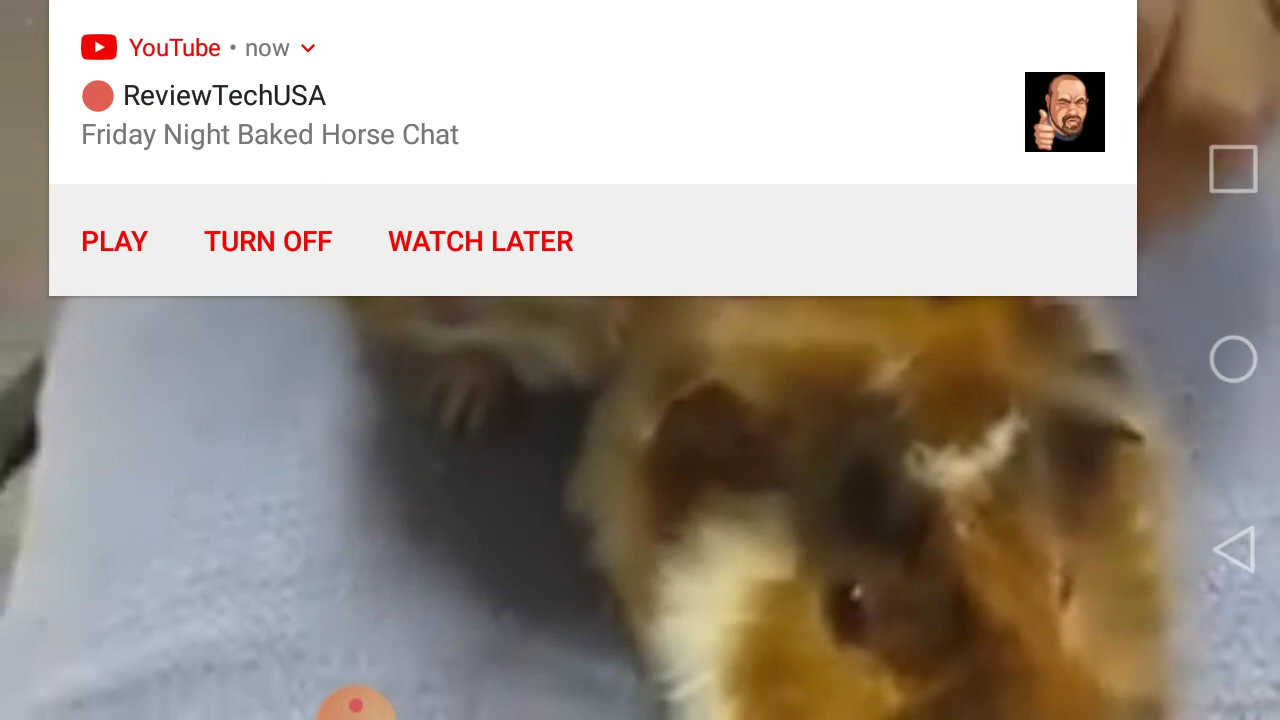 YouTube • now
ReviewTechUSA
Friday Night Baked Horse Chat
PLAY TURN OFF WATCH LATER